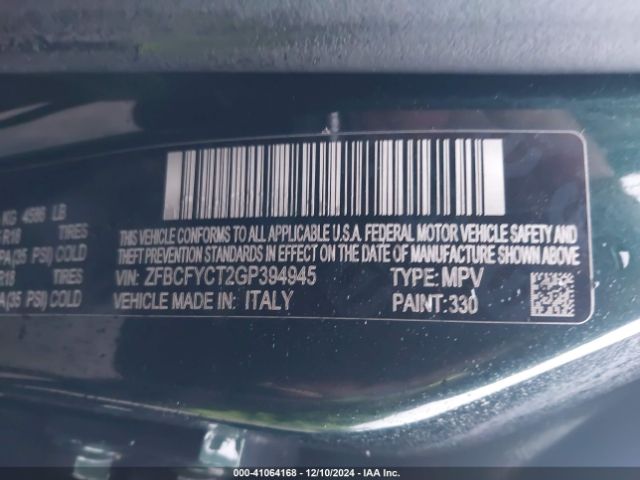 KG 4586 LB
R18 TIRES
PA(35 PSI) COLD
R18 TIRES
PA(35 PSI) COLD
THIS VEHICLE CONFORMS TO ALL APPLICABLE U.S.A. FEDERAL MOTOR VEHICLE SAFETY AND
THEFT PREVENTION STANDARDS IN EFFECT ON THE DATE OF MANUFACTURE SHOWN ABOVE
VIN: ZFBCFYCT2GP394945 TYPE: MPV
VEHICLE MADE IN: ITALY PAINT: 330
000-41064168 - 12/10/2024 - IAA Inc.